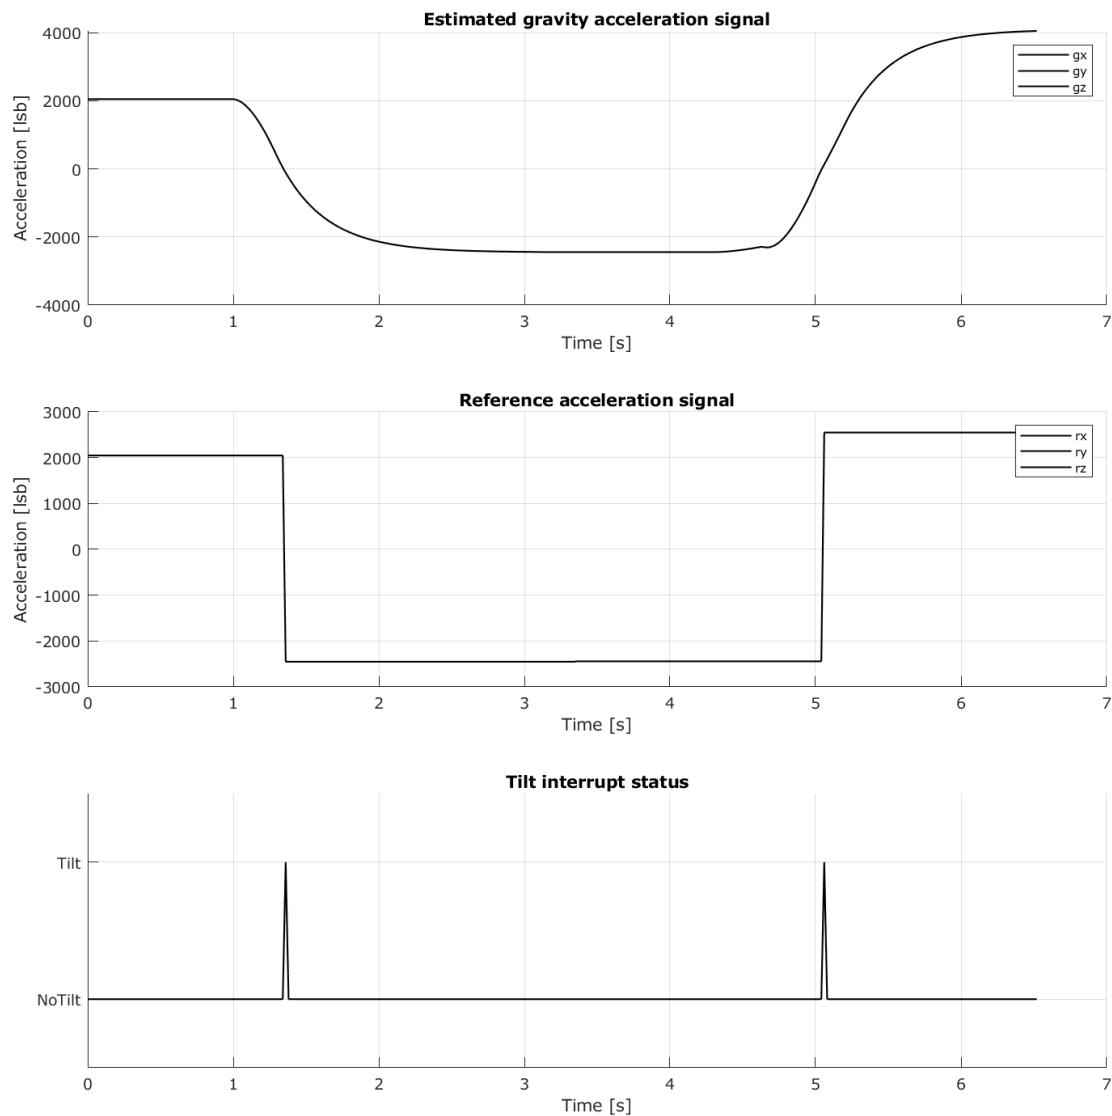 Estimated gravity acceleration signal
4000
2000
0
-2000
-4000
Acceleration [lsb]
gx
gy
gz
0 1 2 3 4 5 6 7
Time [s]
Reference acceleration signal
3000
2000
1000
0
-1000
-2000
-3000
Acceleration [lsb]
rx
ry
rz
0 1 2 3 4 5 6 7
Time [s]
Tilt interrupt status
Tilt
NoTilt
0 1 2 3 4 5 6 7
Time [s]